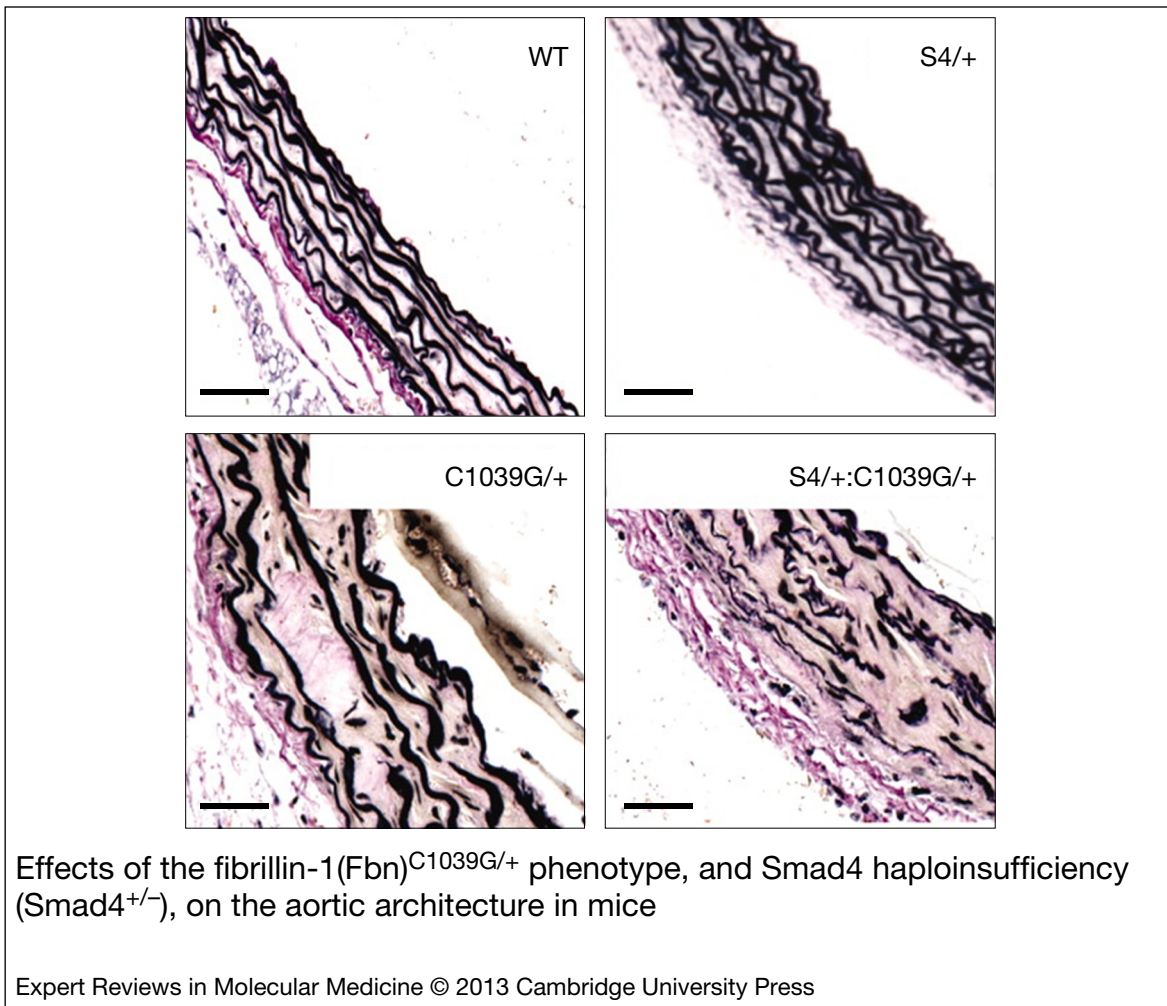 WT
S4/+
C1039G/+
S4/+:C1039G/+
Effects of the fibrillin-1(Fbn)C1039G/+ phenotype, and Smad4 haploinsufficiency
(Smad4+/–), on the aortic architecture in mice
Expert Reviews in Molecular Medicine © 2013 Cambridge University Press